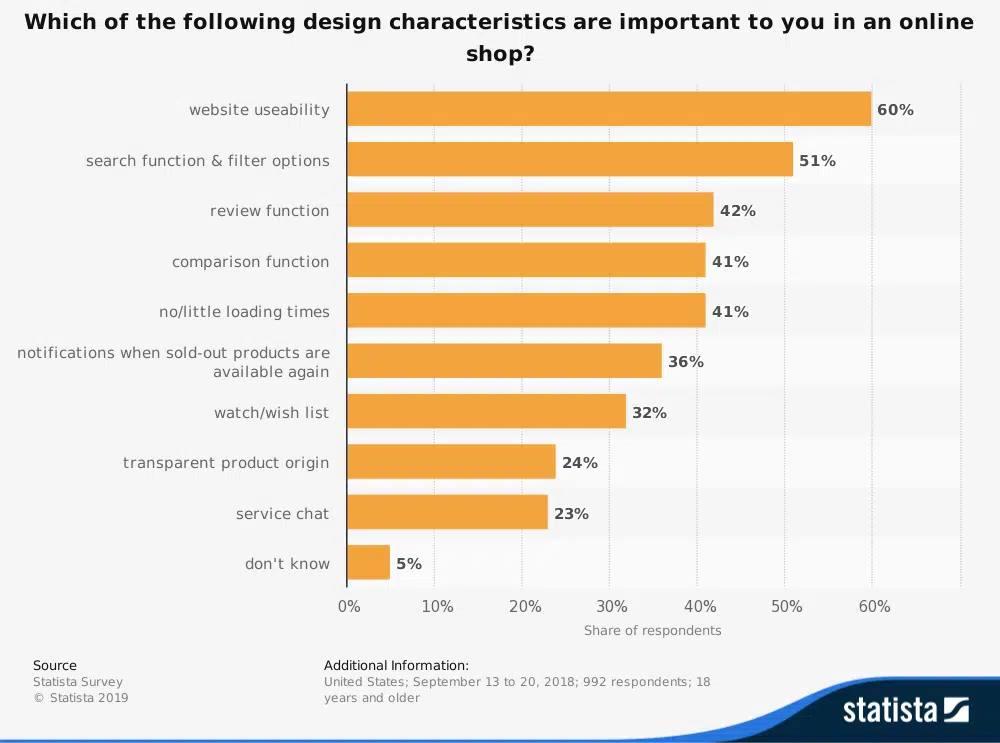 Which of the following design characteristics are important to you in an online
shop?
website useability
60%
search function & filter options
51%
review function
42%
comparison function
41%
no/little loading times
41%
notifications when sold-out products are
available again
36%
watch/wish list
32%
transparent product origin
24%
service chat
23%
don't know
5%
0% 10% 20% 30% 40% 50% 60%
Share of respondents
Source
Statista Survey
© Statista 2019
Additional Information:
United States; September 13 to 20, 2018; 992 respondents; 18
years and older
statista